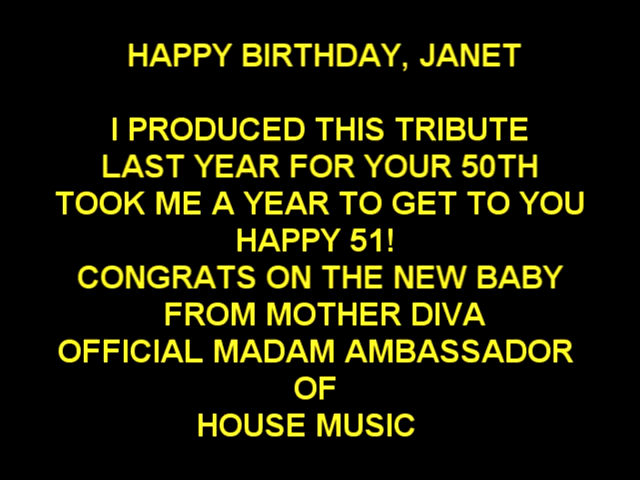 HAPPY BIRTHDAY, JANET
I PRODUCED THIS TRIBUTE
LAST YEAR FOR YOUR 50TH
TOOK ME A YEAR TO GET TO YOU
HAPPY 51!
CONGRATS ON THE NEW BABY
FROM MOTHER DIVA
OFFICIAL MADAM AMBASSADOR
OF
HOUSE MUSIC